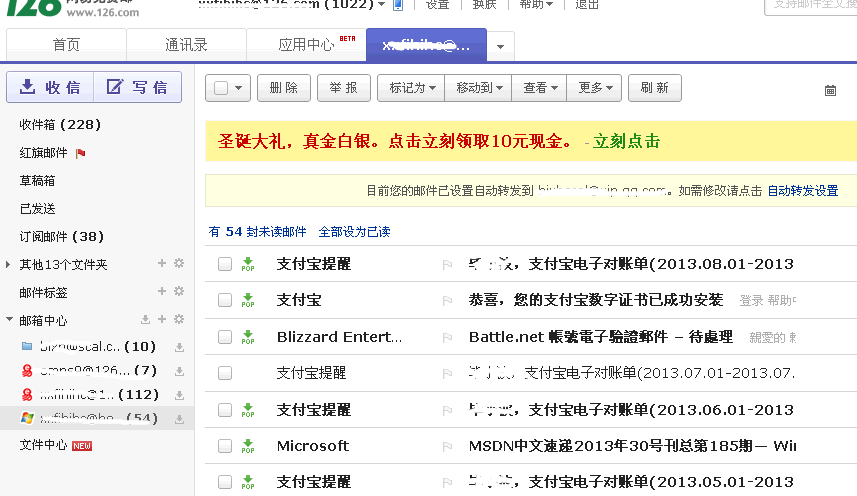 126 网易免费邮
www.126.com
(1022) 设置 换肤 帮助 退出
支持邮件全文搜
首页 通讯录 应用中心 BETA
收信 写信
删除 举报 标记为 移动到 查看 更多 刷新
收件箱 (228)
红旗邮件
草稿箱
已发送
订阅邮件 (38)
其他13个文件夹
邮件标签
邮箱中心
(10)
(7)
(112)
(54)
文件中心 NEW
圣诞大礼，真金白银。点击立刻领取10元现金。 - 立刻点击
目前您的邮件已设置自动转发到 。如需修改请点击 自动转发设置
有 54 封未读邮件 全部设为已读
POP 支付宝提醒 ，支付宝电子对账单(2013.08.01-2013
POP 支付宝 恭喜，您的支付宝数字证书已成功安装 登录 帮助
POP Blizzard Entert... Battle.net 帳號電子驗證郵件 – 待處理 親愛的
支付宝提醒 ，支付宝电子对账单(2013.07.01-2013.07.
POP 支付宝提醒 ，支付宝电子对账单(2013.06.01-2013
POP Microsoft MSDN中文速递2013年30号刊总第185期— Wi
POP 支付宝提醒 ，支付宝电子对账单(2013.05.01-2013